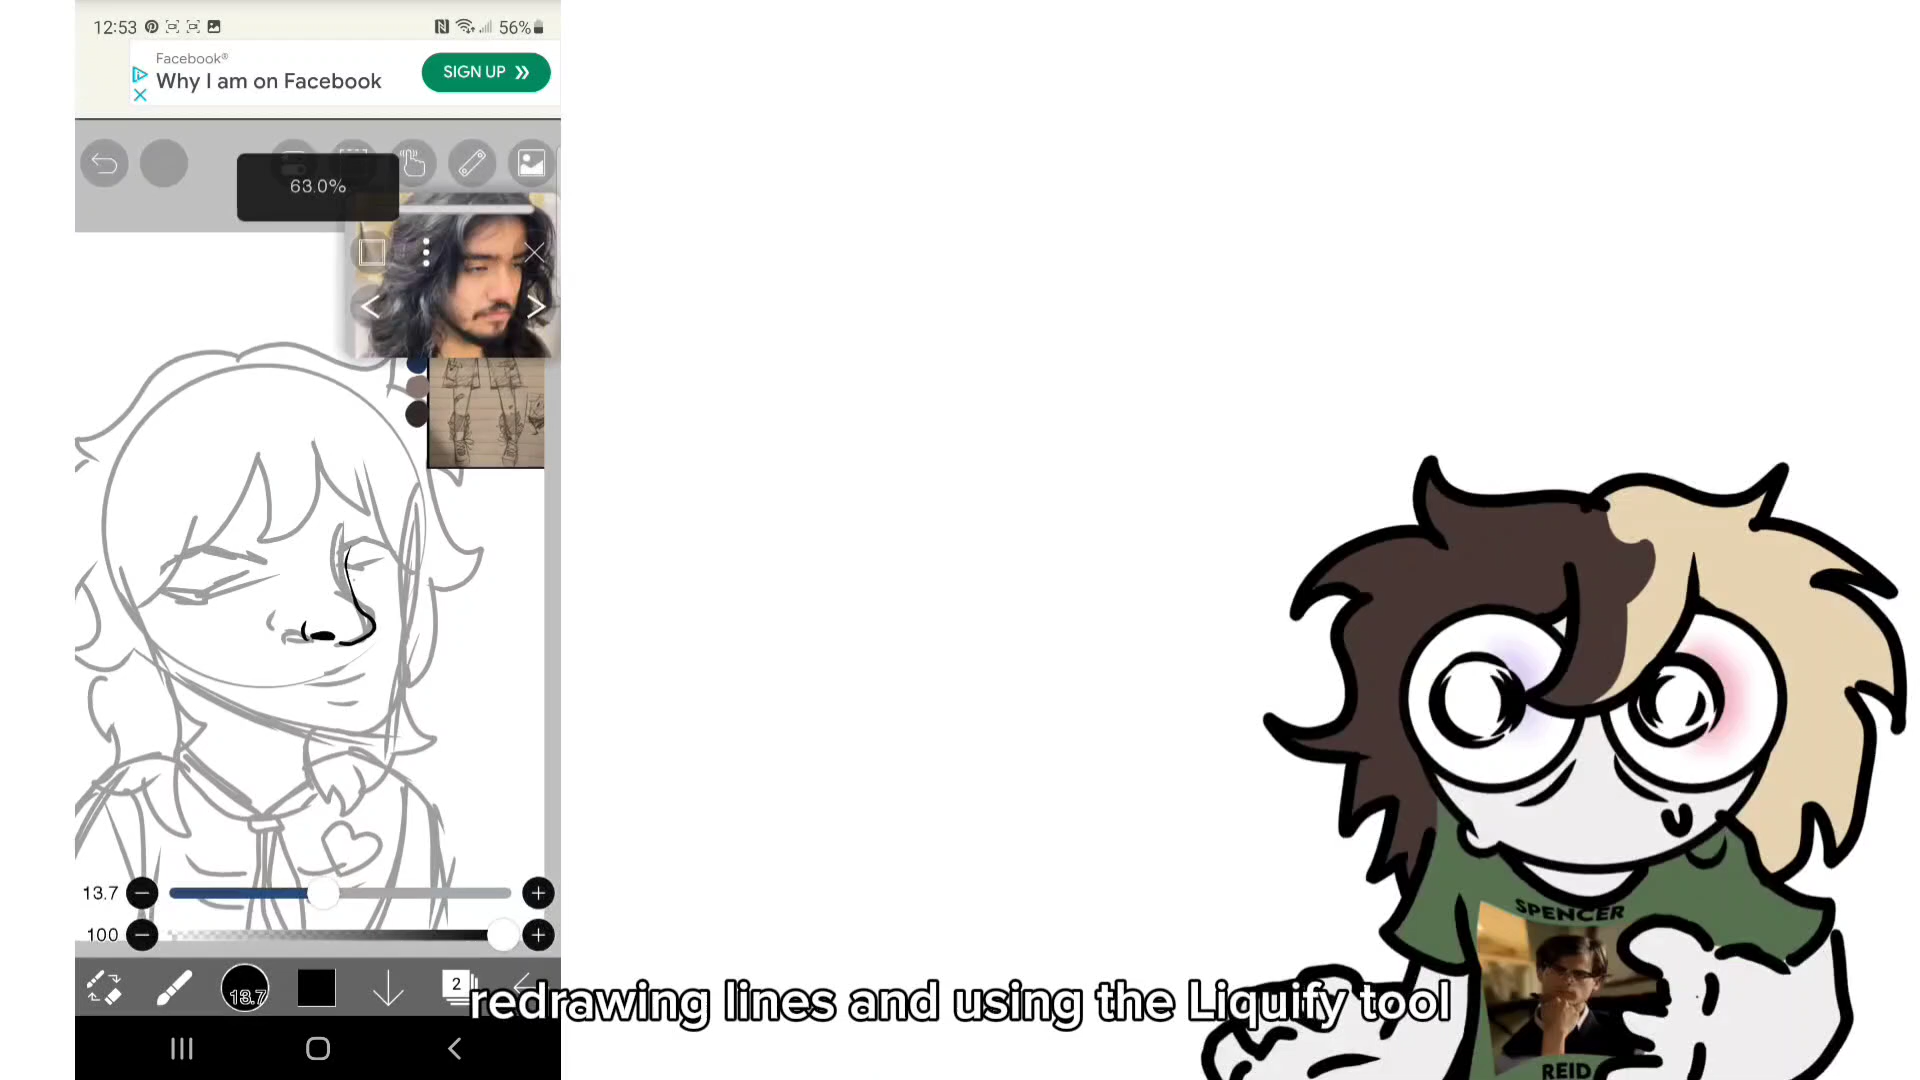 12:53
56%
Facebook®
Why I am on Facebook
SIGN UP
63.0%
13.7
100
13.7
2
redrawing lines and using the Liquify tool
SPENCER
REID